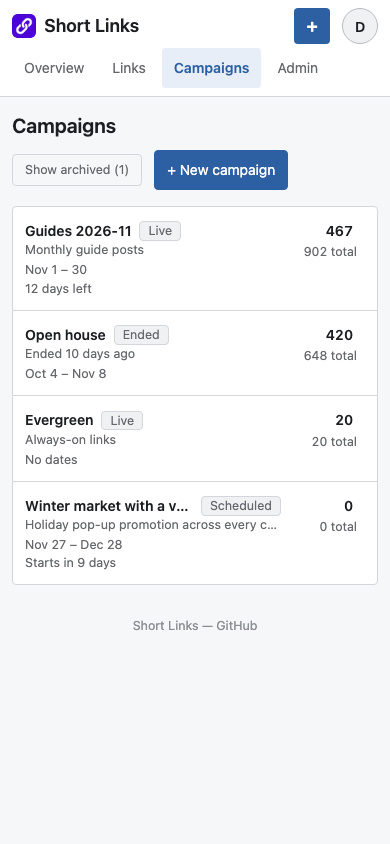 Short Links
+
D
Overview
Links
Campaigns
Admin
Campaigns
Show archived (1)
+ New campaign
Guides 2026-11 Live 467
Monthly guide posts 902 total
Nov 1 – 30
12 days left
Open house Ended 420
Ended 10 days ago 648 total
Oct 4 – Nov 8
Evergreen Live 20
Always-on links 20 total
No dates
Winter market with a v... Scheduled 0
Holiday pop-up promotion across every c... 0 total
Nov 27 – Dec 28
Starts in 9 days
Short Links — GitHub